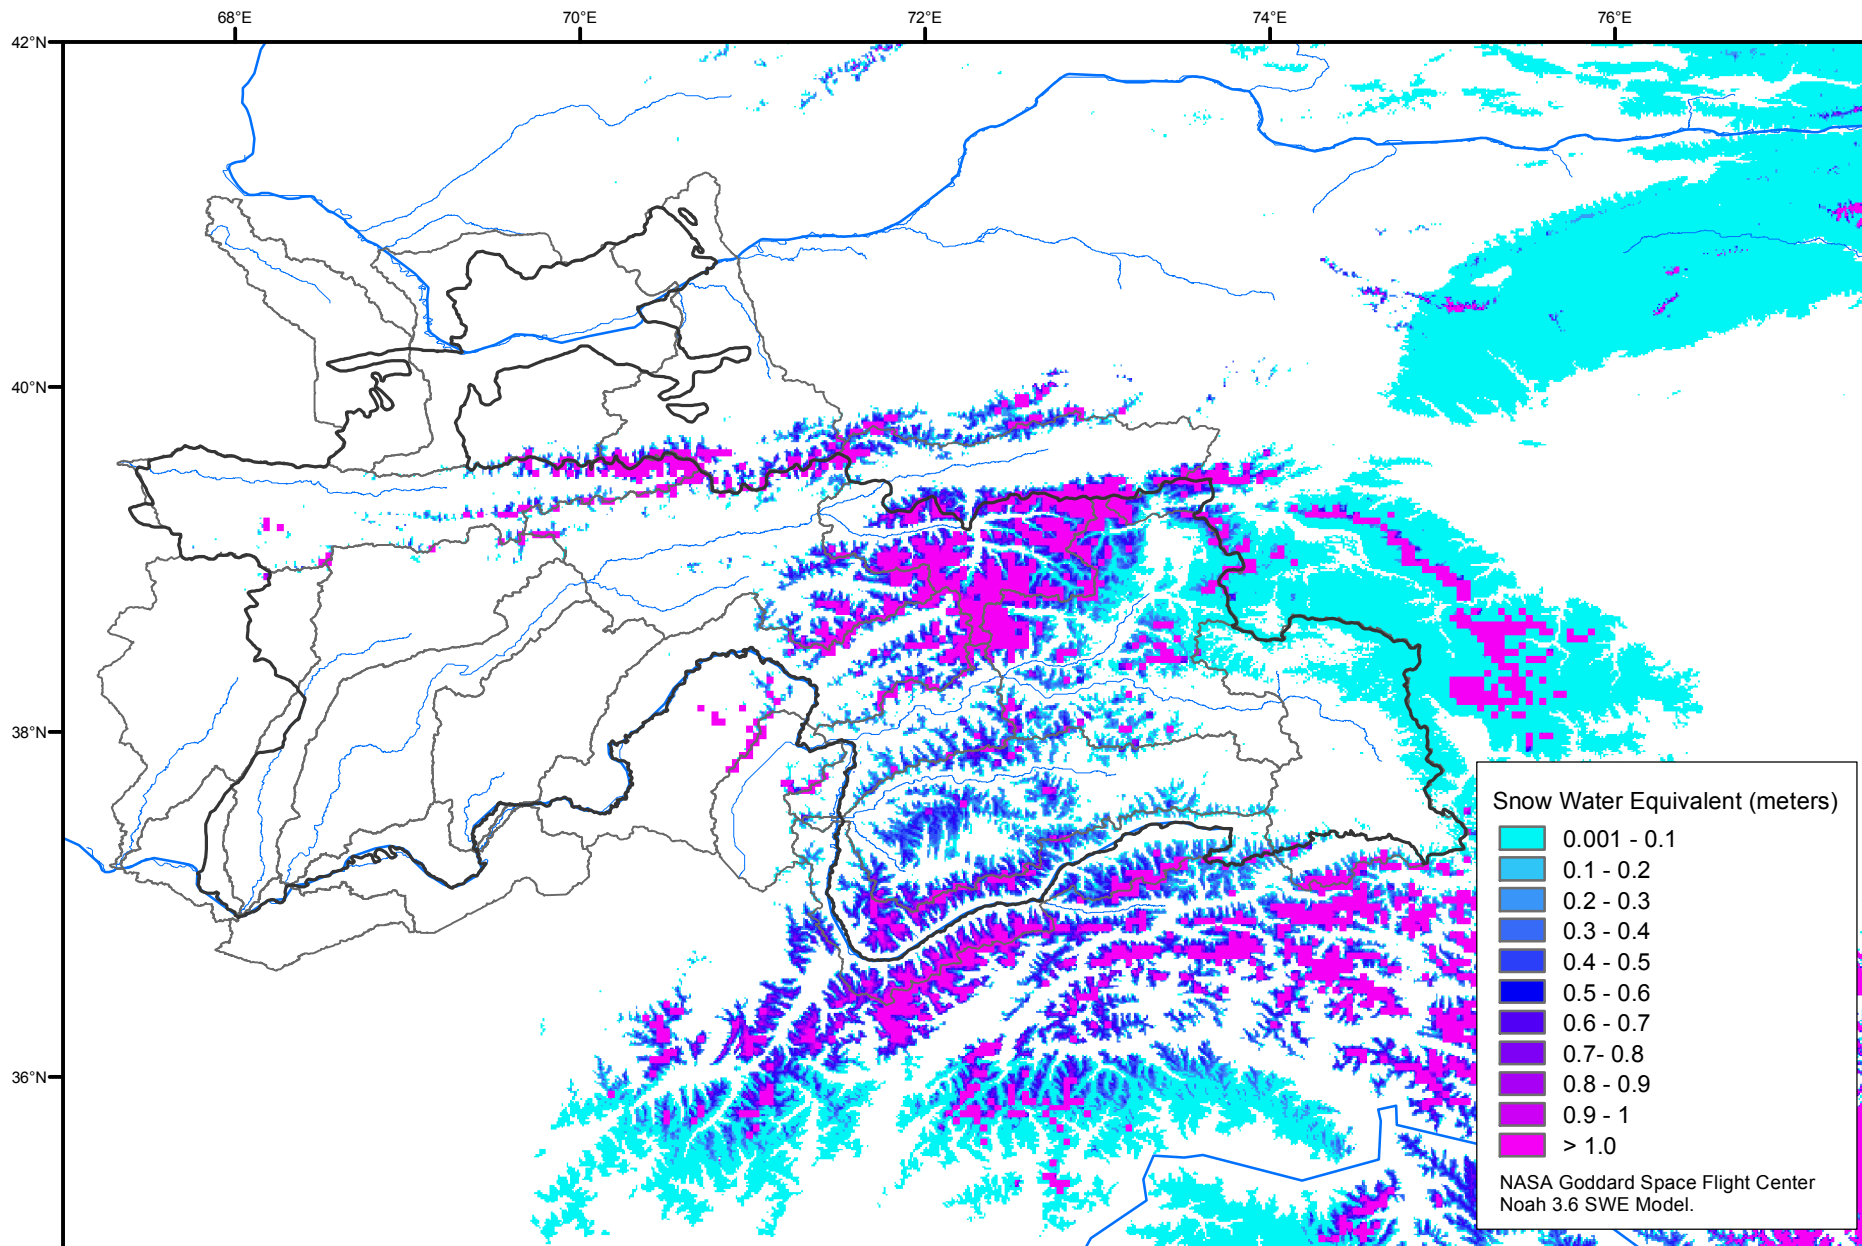 68°E
70°E
72°E
74°E
76°E
42°N
40°N
38°N
36°N
Snow Water Equivalent (meters)
0.001 - 0.1
0.1 - 0.2
0.2 - 0.3
0.3 - 0.4
0.4 - 0.5
0.5 - 0.6
0.6 - 0.7
0.7- 0.8
0.8 - 0.9
0.9 - 1
> 1.0
NASA Goddard Space Flight Center
Noah 3.6 SWE Model.